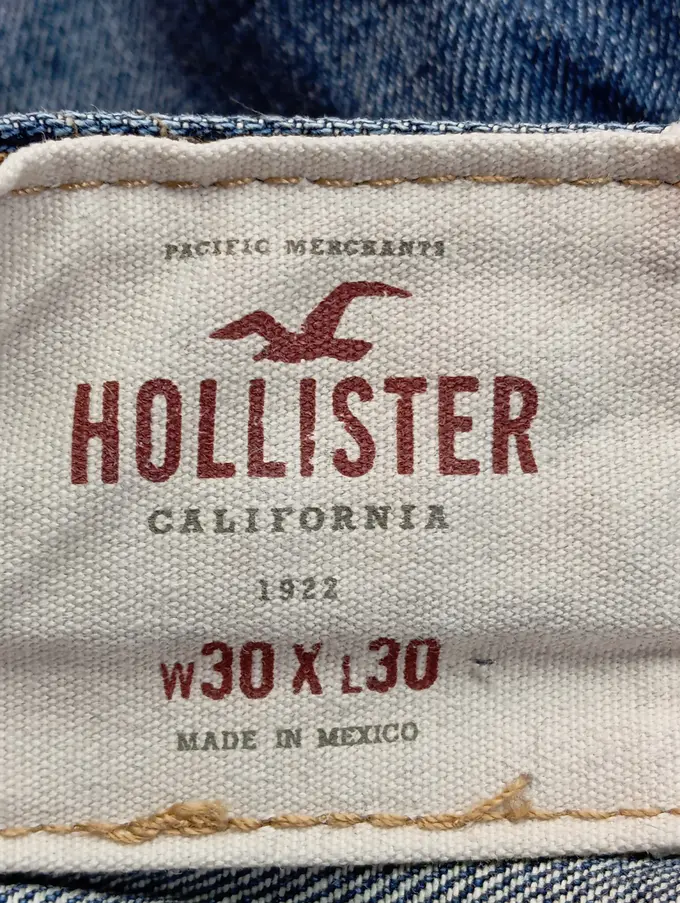 PACIFIC MERCHANTS
HOLLISTER
CALIFORNIA
1922
W30 X L30
MADE IN MEXICO